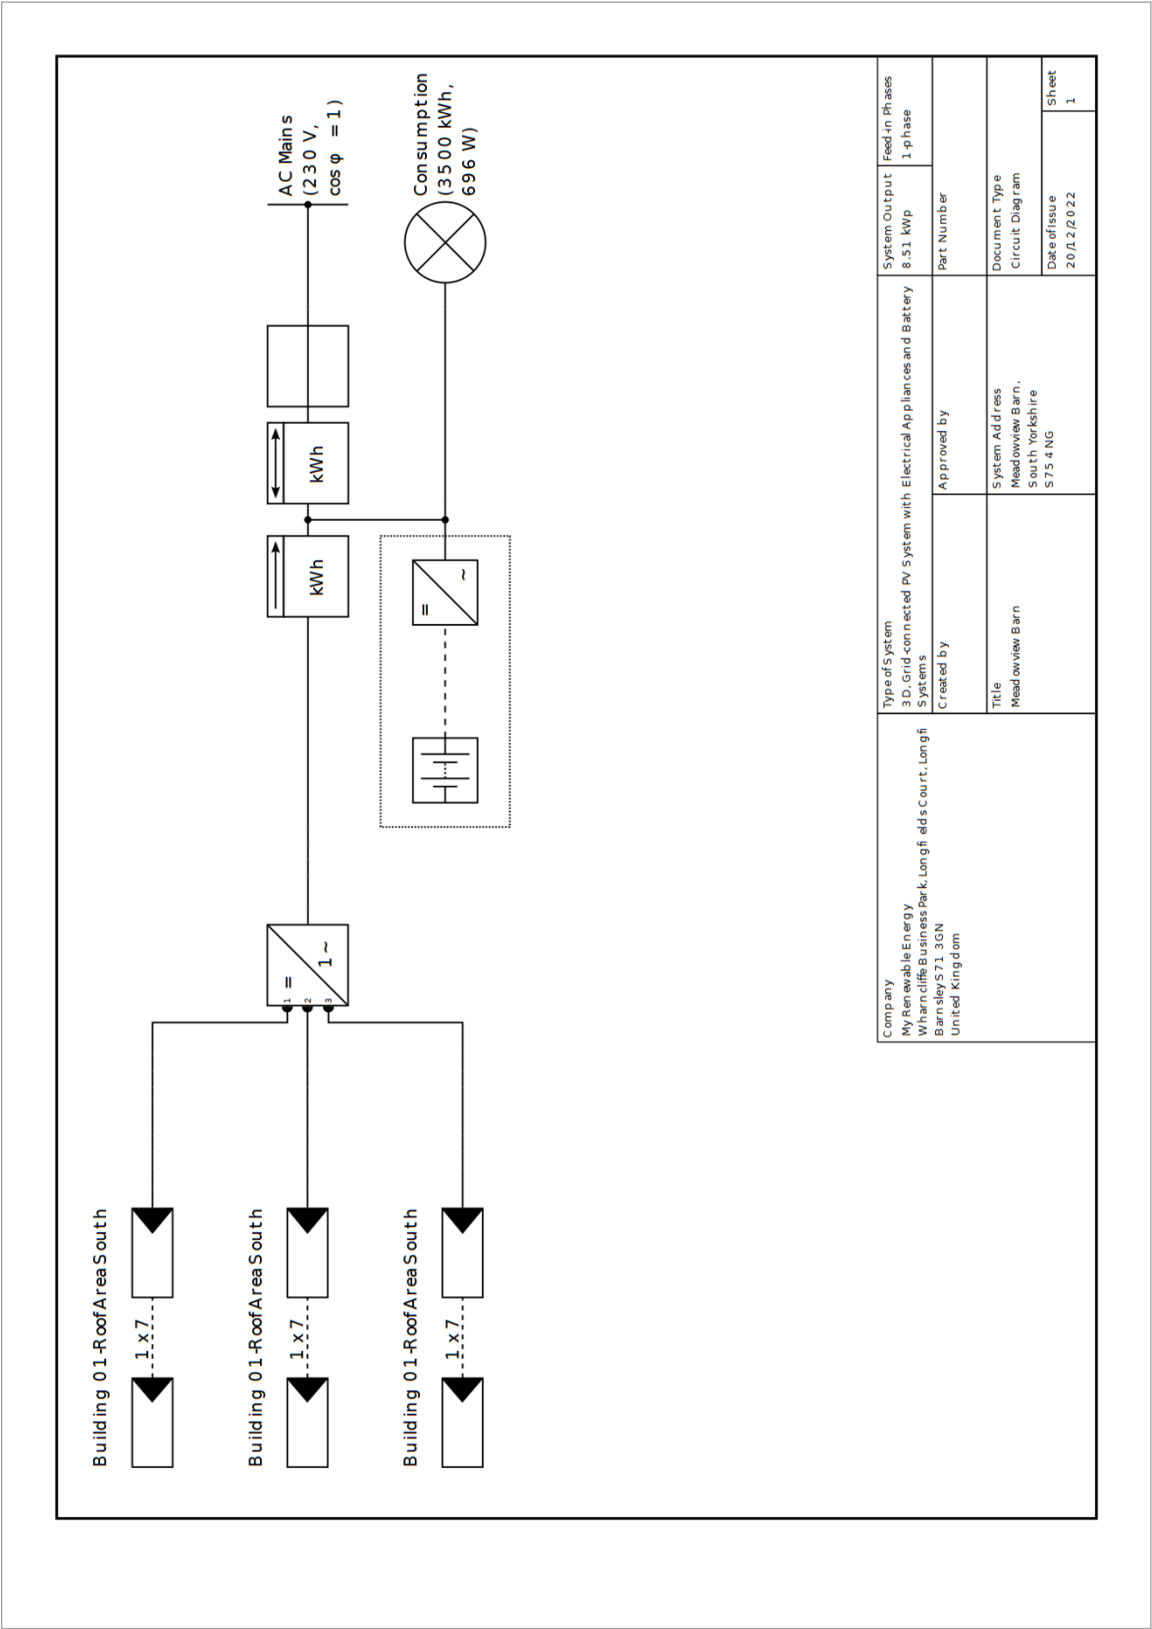 Building 01-Roof Area South
1 x 7
Building 01-Roof Area South
1 x 7
Building 01-Roof Area South
1 x 7
1
2
3
=
1 ~
kWh
kWh
=
~
AC Mains
(230 V,
cos φ = 1)
Consumption
(3500 kWh,
696 W)
Company
My Renewable Energy
Wharncliffe Business Park, Longfields Court, Longfi
Barnsley S71 3GN
United Kingdom
Type of System
3D, Grid-connected PV System with Electrical Appliances and Battery
Systems
System Output
8.51 kWp
Feed-in Phases
1-phase
Created by
Approved by
Part Number
Title
Meadowview Barn
System Address
Meadowview Barn,
South Yorkshire
S75 4NG
Document Type
Circuit Diagram
Date of Issue
20/12/2022
Sheet
1